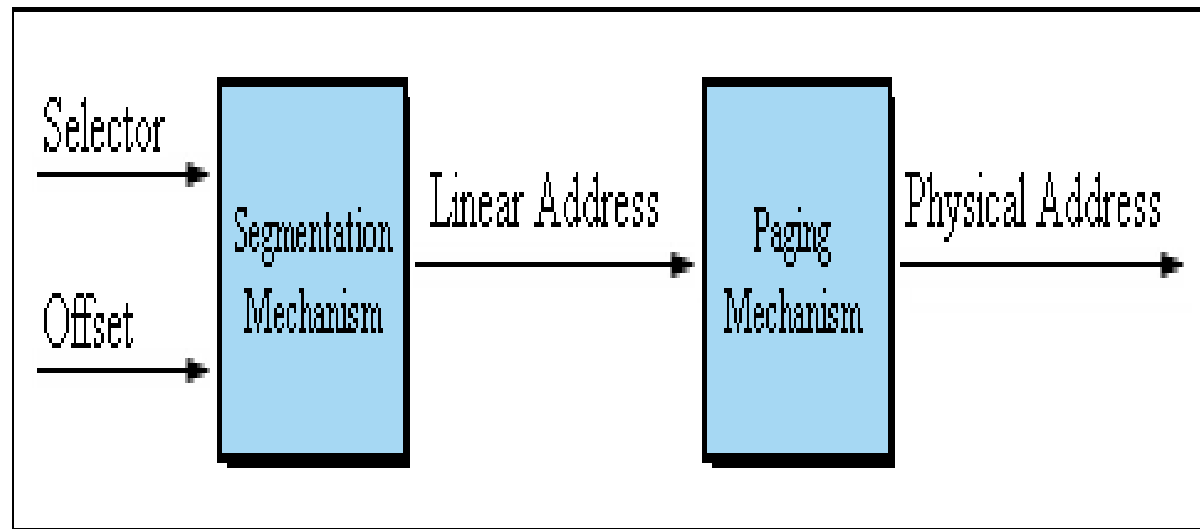 Selector
Offset
Segmentation
Mechanism
Linear Address
Paging
Mechanism
Physical Address